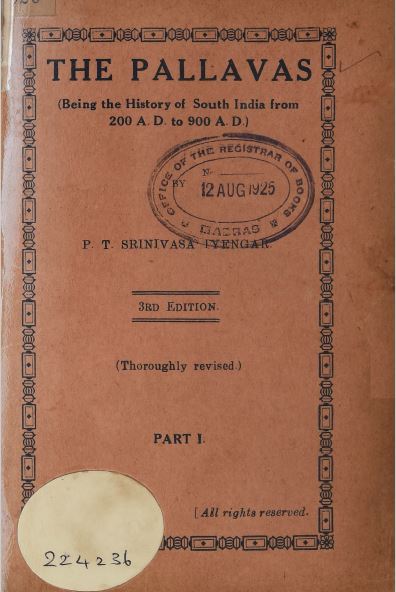 THE PALLAVAS
(Being the History of South India from
200 A. D. to 900 A. D.)
OFFICE OF THE REGISTRAR OF BOOKS
N.
12 AUG 1925
MADRAS
BY
P. T. SRINIVASA IYENGAR.
3RD EDITION.
(Thoroughly revised.)
PART I.
[All rights reserved.
224236